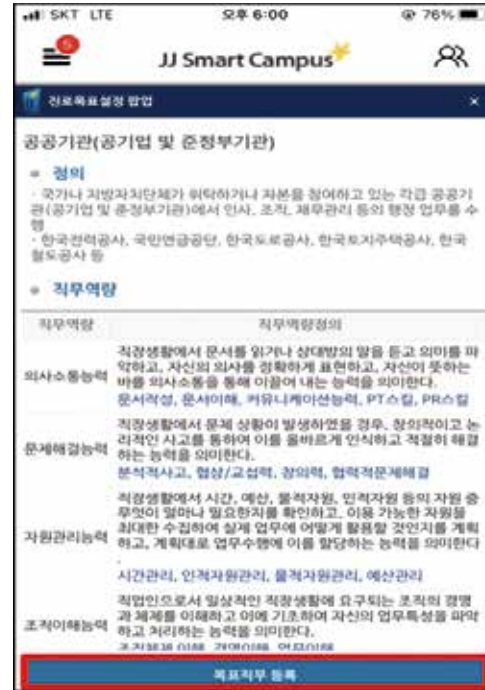 SKT LTE 오후 6:00 76%
5
JJ Smart Campus
진로목표설정 팝업 ×
공공기관(공기업 및 준정부기관)
정의
· 국가나 지방자치단체가 위탁하거나 자본을 참여하고 있는 각급 공공기
관(공기업 및 준정부기관)에서 인사, 조직, 재무관리 등의 행정 업무를 수
행
· 한국전력공사, 국민연금공단, 한국도로공사, 한국토지주택공사, 한국
철도공사 등
직무역량
직무역량 직무역량정의
직장생활에서 문서를 읽거나 상대방의 말을 듣고 의미를 파
의사소통능력 악하고, 자신의 의사를 정확하게 표현하고, 자신이 뜻하는
바를 의사소통을 통해 이끌어 내는 능력을 의미한다.
문서작성, 문서이해, 커뮤니케이션능력, PT스킬, PR스킬
직장생활에서 문제 상황이 발생하였을 경우, 창의적이고 논
문제해결능력 리적인 사고를 통하여 이를 올바르게 인식하고 적절히 해결
하는 능력을 의미한다.
분석적사고, 협상/교섭력, 창의력, 협력적문제해결
직장생활에서 시간, 예산, 물적자원, 인적자원 등의 자원 중
무엇이 얼마나 필요한지를 확인하고, 이용 가능한 자원을
자원관리능력 최대한 수집하여 실제 업무에 어떻게 활용할 것인지를 계획
하고, 계획대로 업무수행에 이를 할당하는 능력을 의미한다
.
시간관리, 인적자원관리, 물적자원관리, 예산관리
직업인으로서 일상적인 직장생활에 요구되는 조직의 경영
조직이해능력 과 체제를 이해하고 이에 기초하여 자신의 업무특성을 파악
하고 처리하는 능력을 의미한다.
조직체제 이해, 경영이해, 업무이해
목표직무 등록